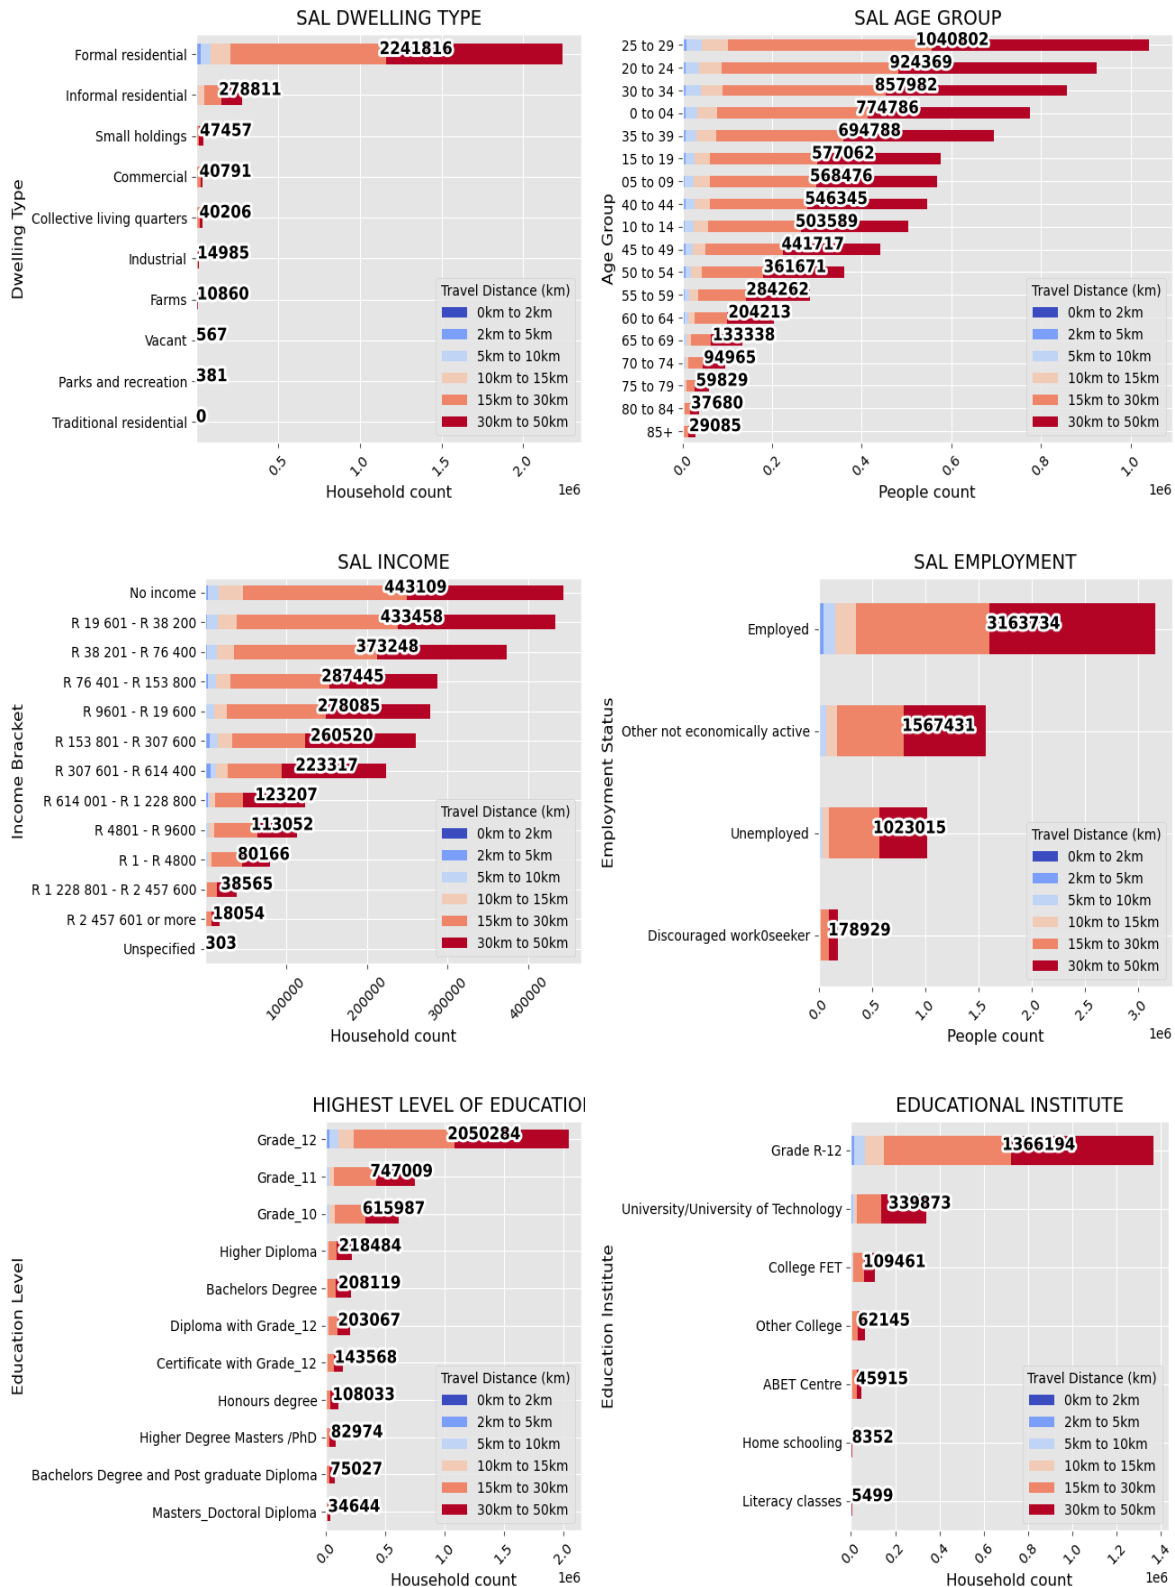 SAL DWELLING TYPE
Dwelling Type
Formal residential 2241816
Informal residential 278811
Small holdings 47457
Commercial 40791
Collective living quarters 40206
Industrial 14985
Farms 10860
Vacant 567
Parks and recreation 381
Traditional residential 0
Travel Distance (km)
0km to 2km
2km to 5km
5km to 10km
10km to 15km
15km to 30km
30km to 50km
0.5 1.0 1.5 2.0
1e6
Household count
SAL AGE GROUP
Age Group
25 to 29 1040802
20 to 24 924369
30 to 34 857982
0 to 04 774786
35 to 39 694788
15 to 19 577062
05 to 09 568476
40 to 44 546345
10 to 14 503589
45 to 49 441717
50 to 54 361671
55 to 59 284262
60 to 64 204213
65 to 69 133338
70 to 74 94965
75 to 79 59829
80 to 84 37680
85+ 29085
Travel Distance (km)
0km to 2km
2km to 5km
5km to 10km
10km to 15km
15km to 30km
30km to 50km
0.0 0.2 0.4 0.6 0.8 1.0
1e6
People count
SAL INCOME
Income Bracket
No income 443109
R 19 601 - R 38 200 433458
R 38 201 - R 76 400 373248
R 76 401 - R 153 800 287445
R 9601 - R 19 600 278085
R 153 801 - R 307 600 260520
R 307 601 - R 614 400 223317
R 614 001 - R 1 228 800 123207
R 4801 - R 9600 113052
R 1 - R 4800 80166
R 1 228 801 - R 2 457 600 38565
R 2 457 601 or more 18054
Unspecified 303
Travel Distance (km)
0km to 2km
2km to 5km
5km to 10km
10km to 15km
15km to 30km
30km to 50km
100000 200000 300000 400000
Household count
SAL EMPLOYMENT
Employment Status
Employed 3163734
Other not economically active 1567431
Unemployed 1023015
Discouraged work0seeker 178929
Travel Distance (km)
0km to 2km
2km to 5km
5km to 10km
10km to 15km
15km to 30km
30km to 50km
0.0 0.5 1.0 1.5 2.0 2.5 3.0
1e6
People count
HIGHEST LEVEL OF EDUCATIO
Education Level
Grade_12 2050284
Grade_11 747009
Grade_10 615987
Higher Diploma 218484
Bachelors Degree 208119
Diploma with Grade_12 203067
Certificate with Grade_12 143568
Honours degree 108033
Higher Degree Masters /PhD 82974
Bachelors Degree and Post graduate Diploma 75027
Masters_Doctoral Diploma 34644
Travel Distance (km)
0km to 2km
2km to 5km
5km to 10km
10km to 15km
15km to 30km
30km to 50km
0.0 0.5 1.0 1.5 2.0
1e6
Household count
EDUCATIONAL INSTITUTE
Education Institute
Grade R-12 1366194
University/University of Technology 339873
College FET 109461
Other College 62145
ABET Centre 45915
Home schooling 8352
Literacy classes 5499
Travel Distance (km)
0km to 2km
2km to 5km
5km to 10km
10km to 15km
15km to 30km
30km to 50km
0.0 0.2 0.4 0.6 0.8 1.0 1.2 1.4
1e6
Household count